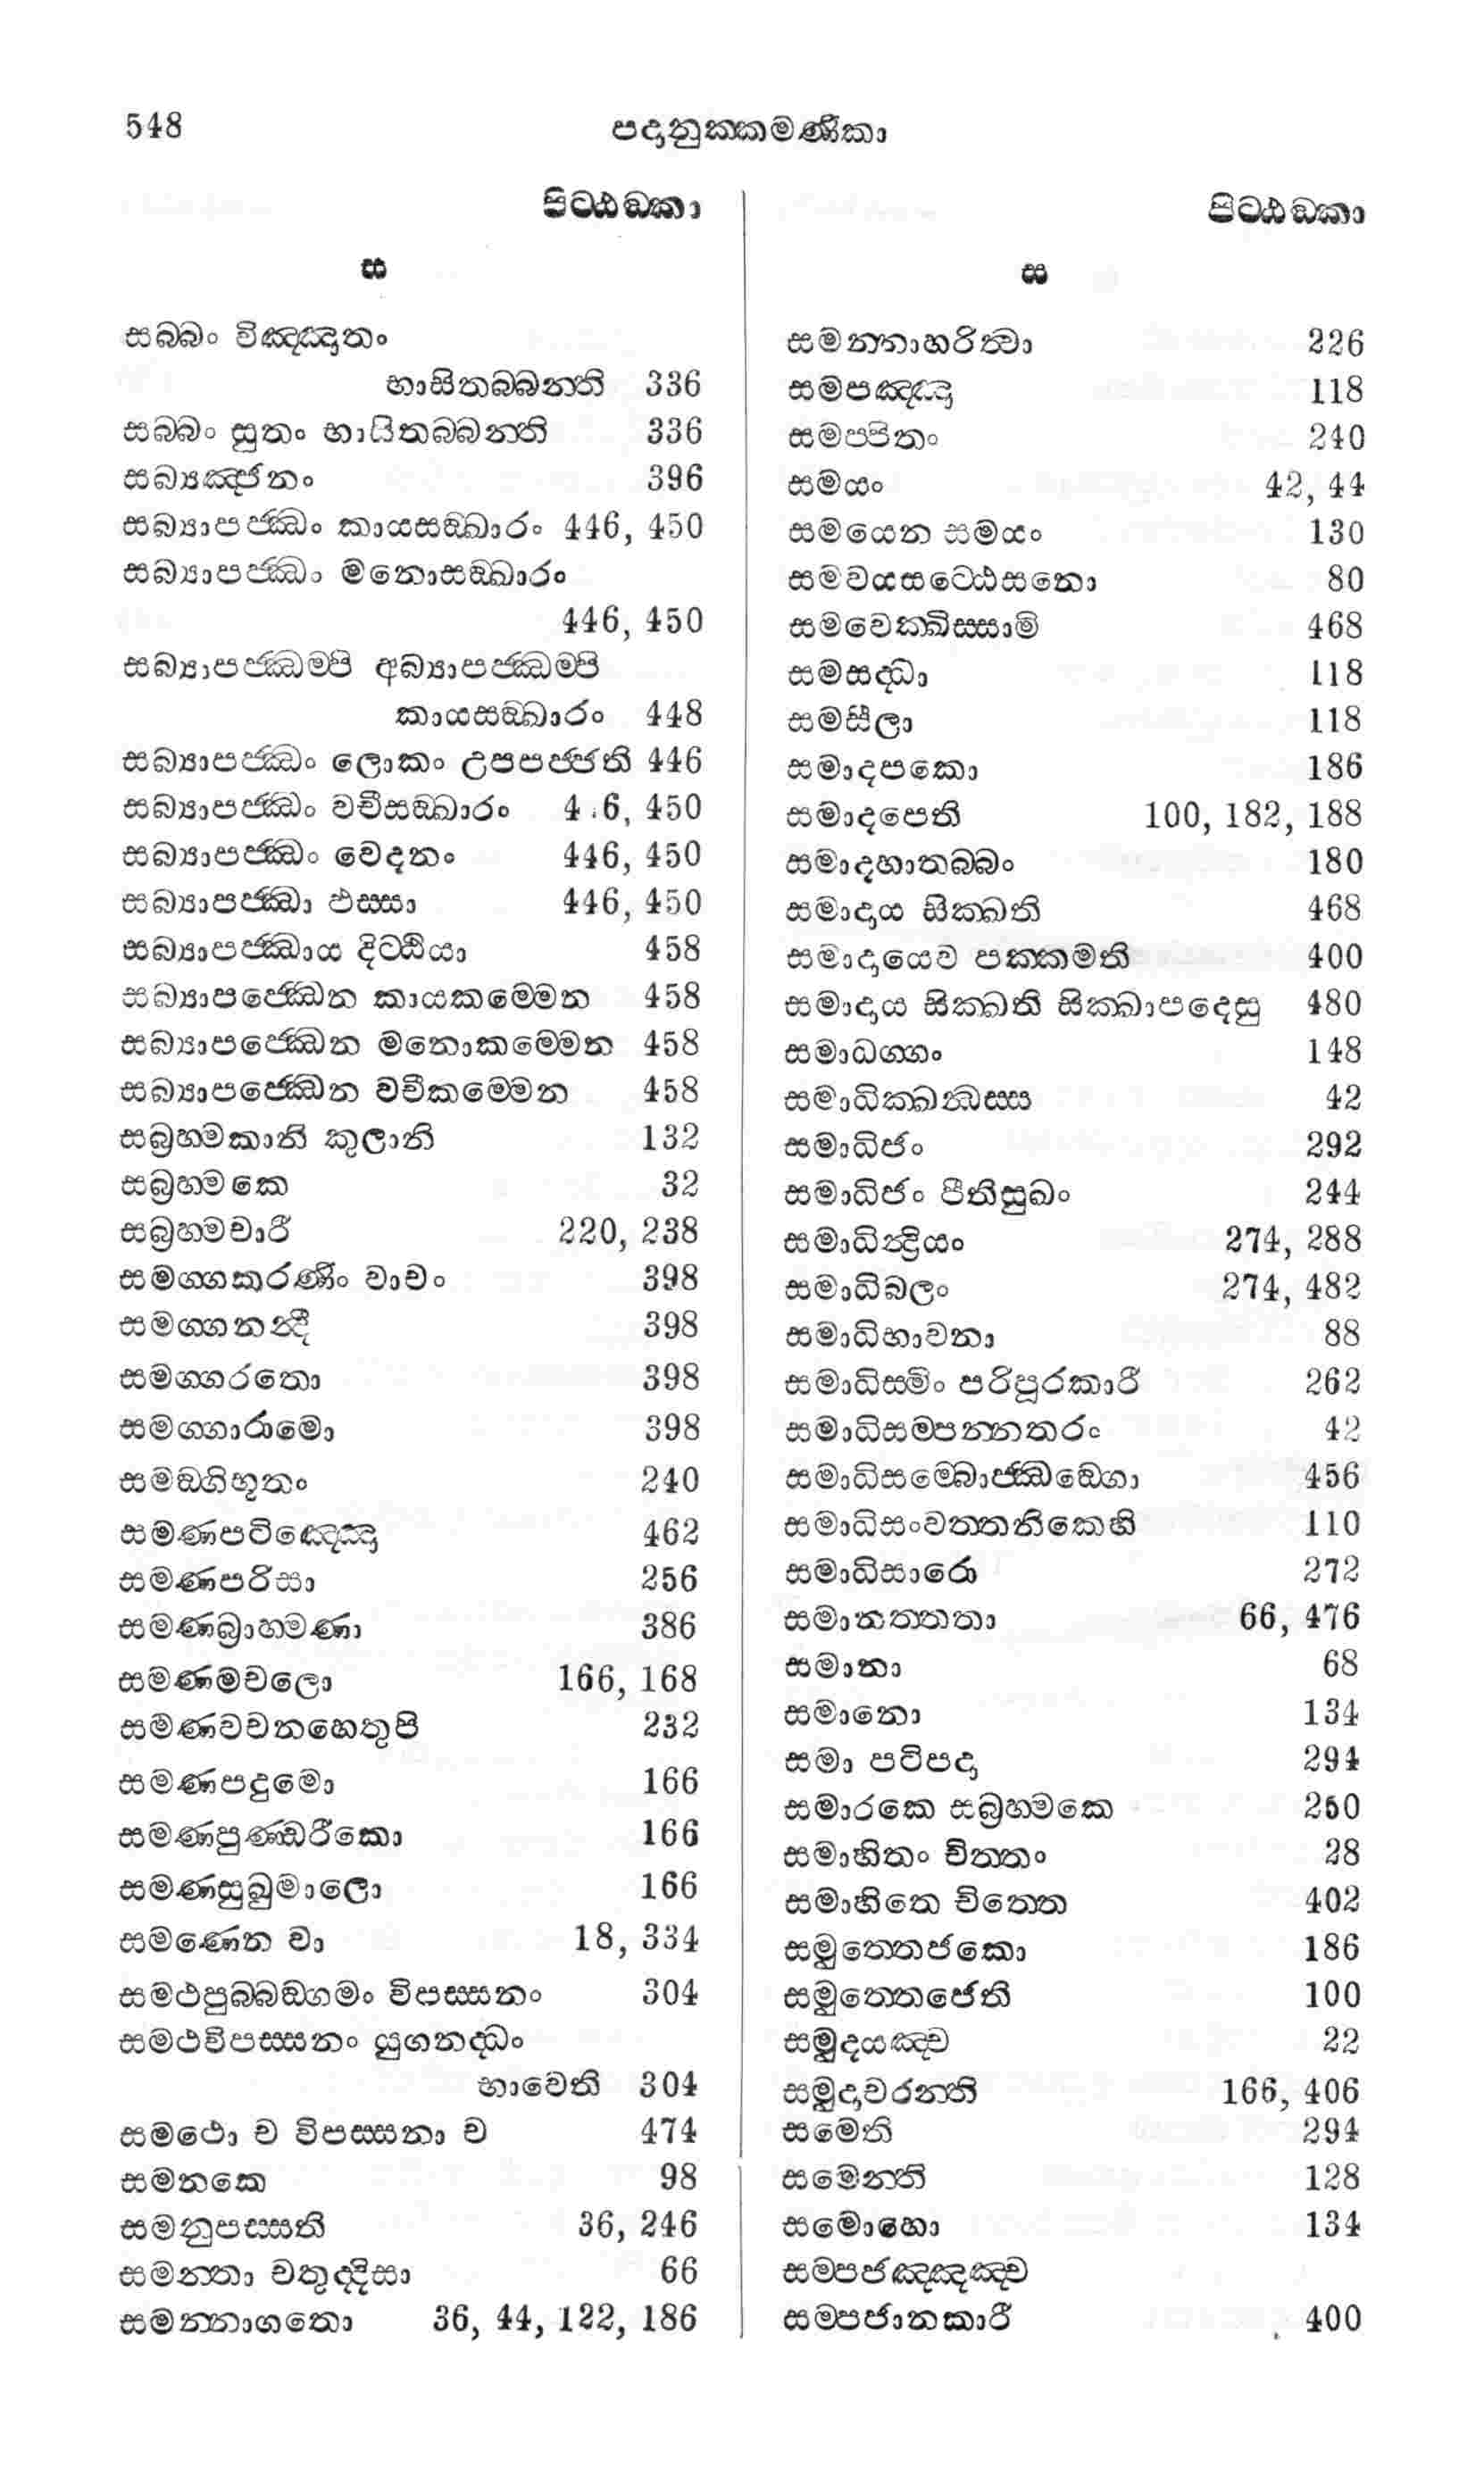 548
පදානුක්කමණිකා
පිට්ඨඞ්කා
ස
සබ්බං විඤ්ඤාතං
භාසිතබ්බන්ති 336
සබ්බං සුතං භායිතබ්බන්ති 336
සබ්‍යඤ්ජනං 396
සබ්‍යාපජ්ඣං කායසඞ්ඛාරං 446, 450
සබ්‍යාපජ්ඣං මනොසඞ්ඛාරං
446, 450
සබ්‍යාපජ්ඣම්පි අබ්‍යාපජ්ඣම්පි
කායසඞ්ඛාරං 448
සබ්‍යාපජ්ඣං ලොකං උපපජ්ජති 446
සබ්‍යාපජ්ඣං වචීසඞ්ඛාරං 4 6, 450
සබ්‍යාපජ්ඣං වෙදනං 446, 450
සබ්‍යාපජ්ඣා ඵස්සා 446, 450
සබ්‍යාපජ්ඣාය දිට්ඨියා 458
සබ්‍යාපජ්ඣෙන කායකම්මෙන 458
සබ්‍යාපජ්ඣෙන මනොකම්මෙන 458
සබ්‍යාපජ්ඣෙන වචීකම්මෙන 458
සබ්‍රහ්මකානි කුලානි 132
සබ්‍රහ්මකෙ 32
සබ්‍රහ්මචාරී 220, 238
සමග්ගකරණිං වාචං 398
සමග්ගනන්දී 398
සමග්ගරතො 398
සමග්ගාරාමො 398
සමඞ්ගිභූතං 240
සමණපටිඤ්ඤො 462
සමණපරිසා 256
සමණබ්‍රාහ්මණා 386
සමණමචලො 166, 168
සමණවචනහෙතුපි 232
සමණපදුමො 166
සමණපුණ්ඩරීකො 166
සමණසුඛුමාලො 166
සමණෙන වා 18, 334
සමථපුබ්බඞ්ගමං විපස්සනං 304
සමථවිපස්සනං යුගනද්ධං
භාවෙති 304
සමථො ච විපස්සනා ච 474
සමනකෙ 98
සමනුපස්සති 36, 246
සමන්තා චතුද්දිසා 66
සමන්නාගතො 36, 44, 122, 186
පිට්ඨඞ්කා
ස
සමන්නාහරිත්වා 226
සමපඤ්ඤා 118
සමප්පිතං 240
සමයං 42, 44
සමයෙන සමයං 130
සමවයසට්ඨෙසනො 80
සමවෙක්ඛිස්සාමි 468
සමසද්ධා 118
සමසීලා 118
සමාදපකො 186
සමාදපෙති 100, 182, 188
සමාදහාතබ්බං 180
සමාදාය සික්ඛති 468
සමාදායෙව පක්කමති 400
සමාදාය සික්ඛති සික්ඛාපදෙසු 480
සමාධග්ගං 148
සමාධික්ඛන්ධස්ස 42
සමාධිජං 292
සමාධිජං පීතිසුඛං 244
සමාධින්ද්‍රියං 274, 288
සමාධිබලං 274, 482
සමාධිභාවනා 88
සමාධිස්මිං පරිපූරකාරී 262
සමාධිසම්පන්නතරං 42
සමාධිසම්බොජ්ඣඞ්ගො 456
සමාධිසංවත්තනිකෙහි 110
සමාධිසාරො 272
සමානත්තතා 66, 476
සමානා 68
සමානො 134
සමා පටිපදා 294
සමාරකෙ සබ්‍රහ්මකෙ 250
සමාහිතං චිත්තං 28
සමාහිතෙ චිත්තෙ 402
සමුත්තෙජකො 186
සමුත්තෙජෙති 100
සමුදයඤ්ච 22
සමුදාචරන්ති 166, 406
සමෙති 294
සමෙන්ති 128
සමොහො 134
සම්පජඤ්ඤඤ්ච
සම්පජානකාරී 400